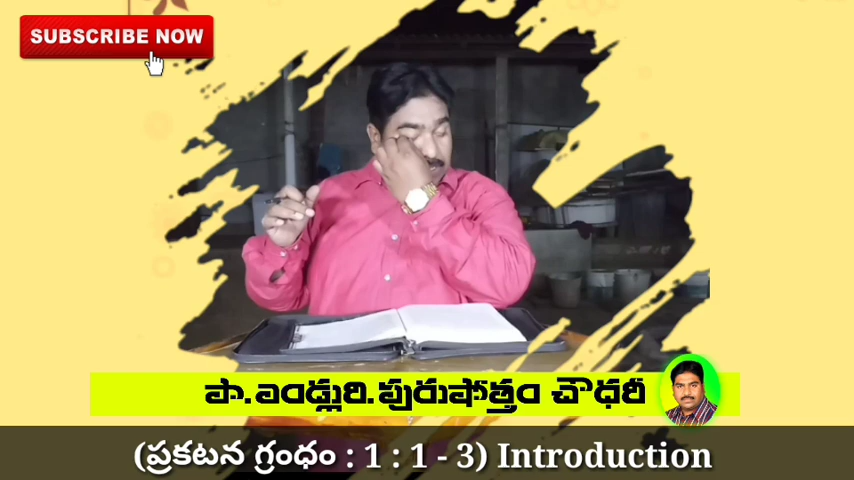 SUBSCRIBE NOW
పా.ఎండ్లురి.పురుషోత్తం చౌధరీ
(ప్రకటన గ్రంధం : 1 : 1 - 3) Introduction